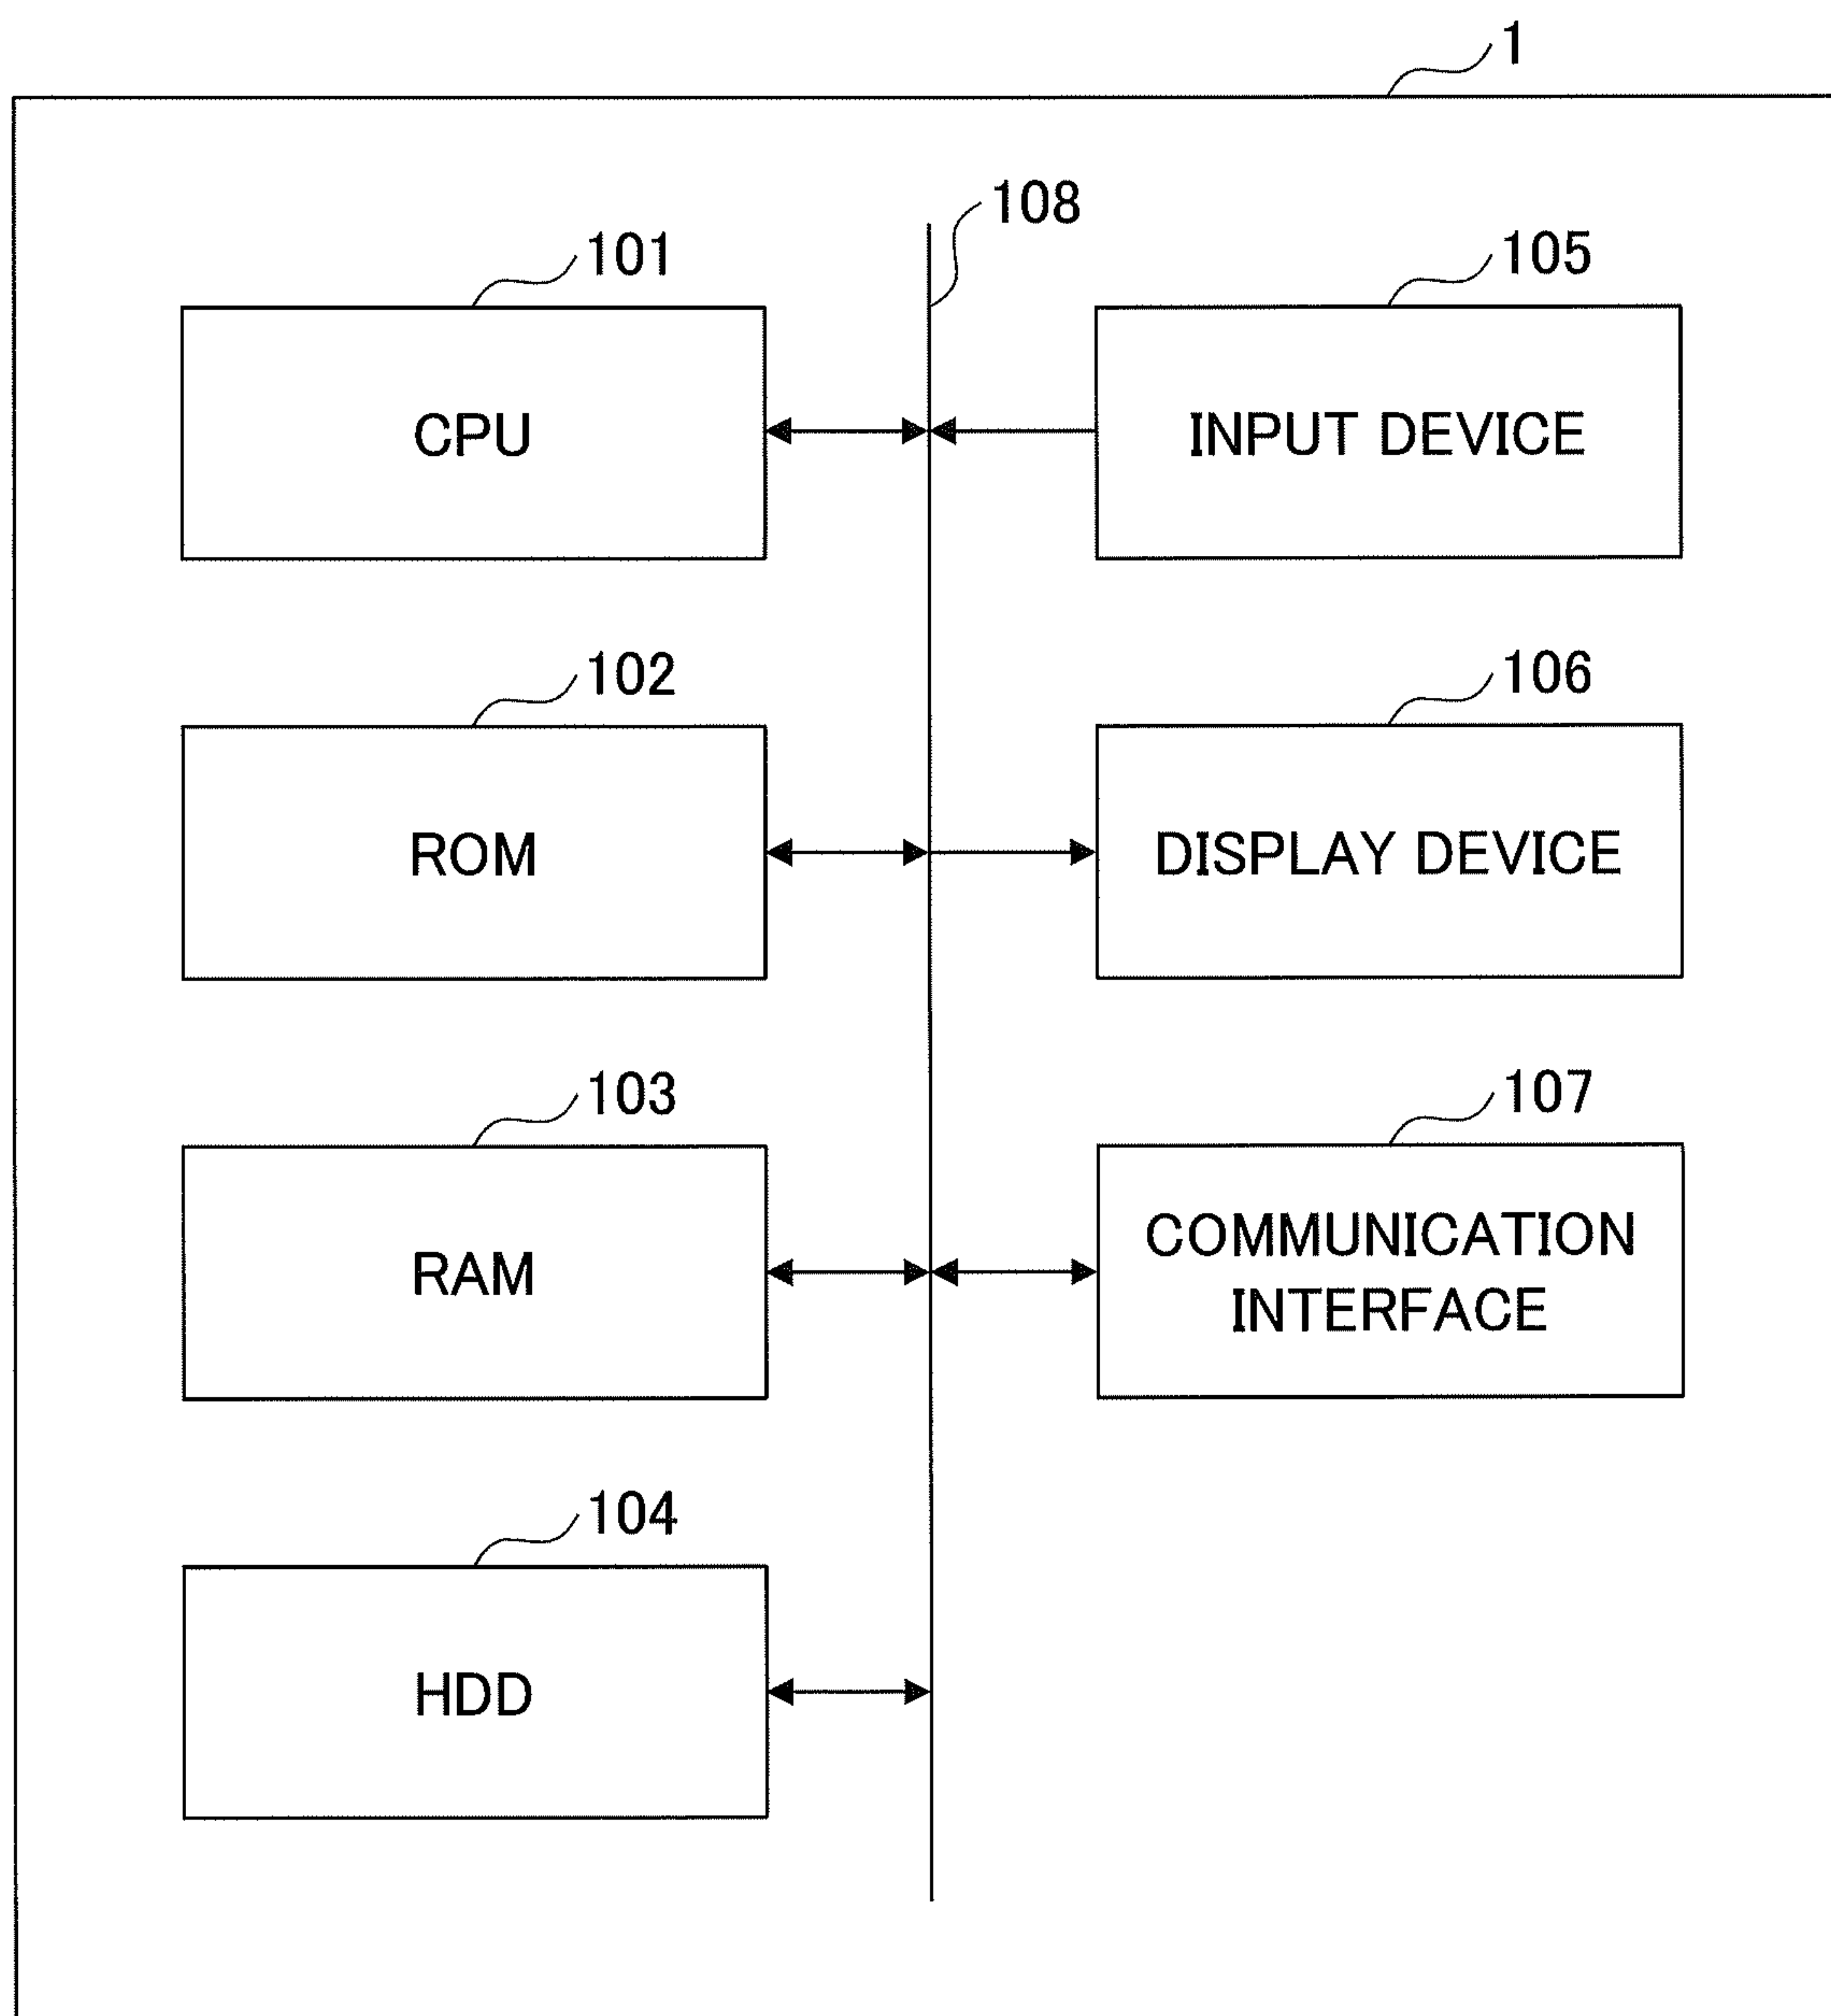 1
108
101
105
CPU
INPUT DEVICE
102
106
ROM
DISPLAY DEVICE
103
107
RAM
COMMUNICATION
INTERFACE
104
HDD